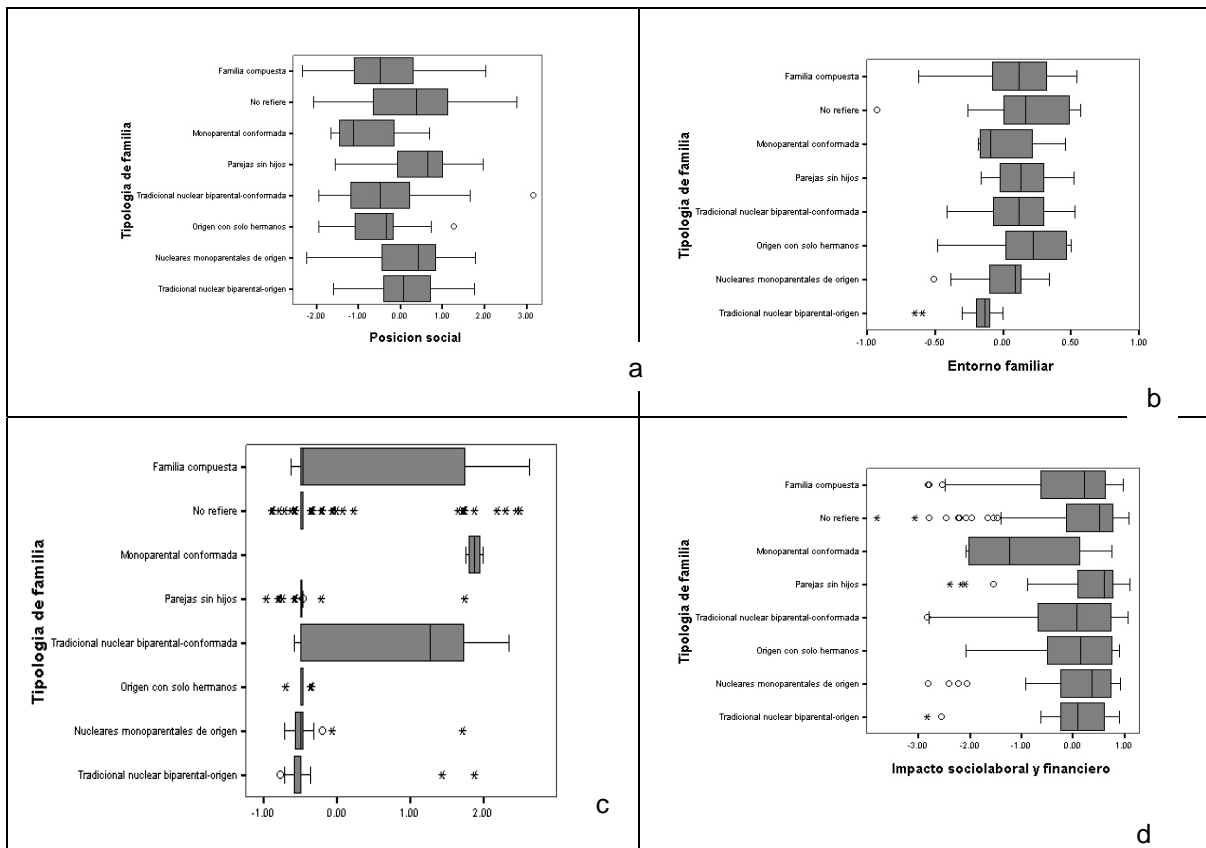 Tipologia de familia
Familia compuesta
No refiere
Monoparental conformada
Parejas sin hijos
Tradicional nuclear biparental-conformada
Origen con solo hermanos
Nucleares monoparentales de origen
Tradicional nuclear biparental-origen
-2.00 -1.00 0.00 1.00 2.00 3.00
Posicion social
a
Tipologia de familia
Familia compuesta
No refiere
Monoparental conformada
Parejas sin hijos
Tradicional nuclear biparental-conformada
Origen con solo hermanos
Nucleares monoparentales de origen
Tradicional nuclear biparental-origen
-1.00 -0.50 0.00 0.50 1.00
Entorno familiar
b
Tipologia de familia
Familia compuesta
No refiere
Monoparental conformada
Parejas sin hijos
Tradicional nuclear biparental-conformada
Origen con solo hermanos
Nucleares monoparentales de origen
Tradicional nuclear biparental-origen
-1.00 0.00 1.00 2.00
c
Tipologia de familia
Familia compuesta
No refiere
Monoparental conformada
Parejas sin hijos
Tradicional nuclear biparental-conformada
Origen con solo hermanos
Nucleares monoparentales de origen
Tradicional nuclear biparental-origen
-3.00 -2.00 -1.00 0.00 1.00
Impacto sociolaboral y financiero
d